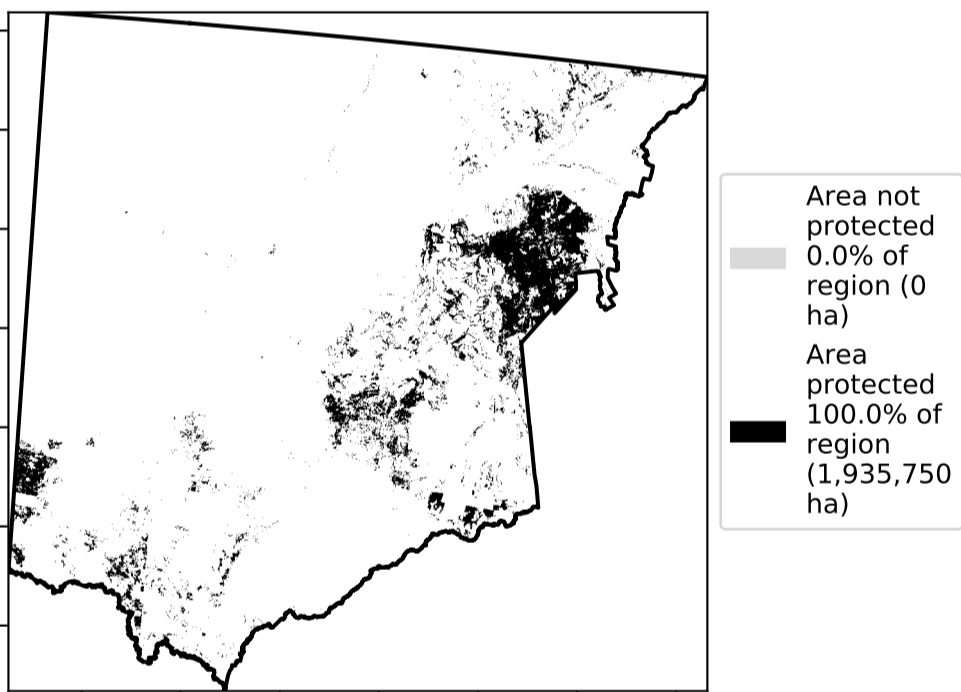 Area not
protected
0.0% of
region (0
ha)
Area
protected
100.0% of
region
(1,935,750
ha)